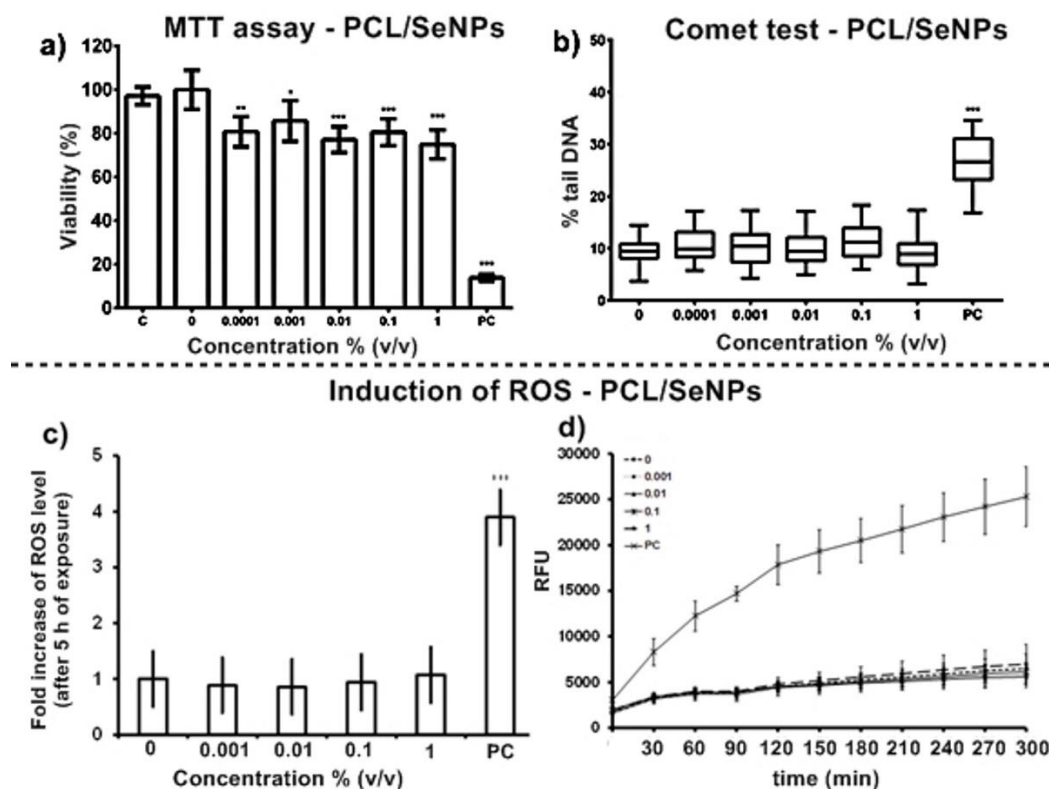 MTT assay - PCL/SeNPs
a)
Viability (%)
120
100
80
60
40
20
0
** * *** *** *** ***
C 0 0.0001 0.001 0.01 0.1 1 PC
Concentration % (v/v)
Comet test - PCL/SeNPs
b)
% tail DNA
50
40
30
20
10
0
***
0 0.0001 0.001 0.01 0.1 1 PC
Concentration % (v/v)
Induction of ROS - PCL/SeNPs
c)
Fold increase of ROS level
(after 5 h of exposure)
5
4
3
2
1
0
0 0.001 0.01 0.1 1 PC
Concentration % (v/v)
d)
RFU
30000
25000
20000
15000
10000
5000
0
0
0.001
0.01
0.1
1
PC
30 60 90 120 150 180 210 240 270 300
time (min)